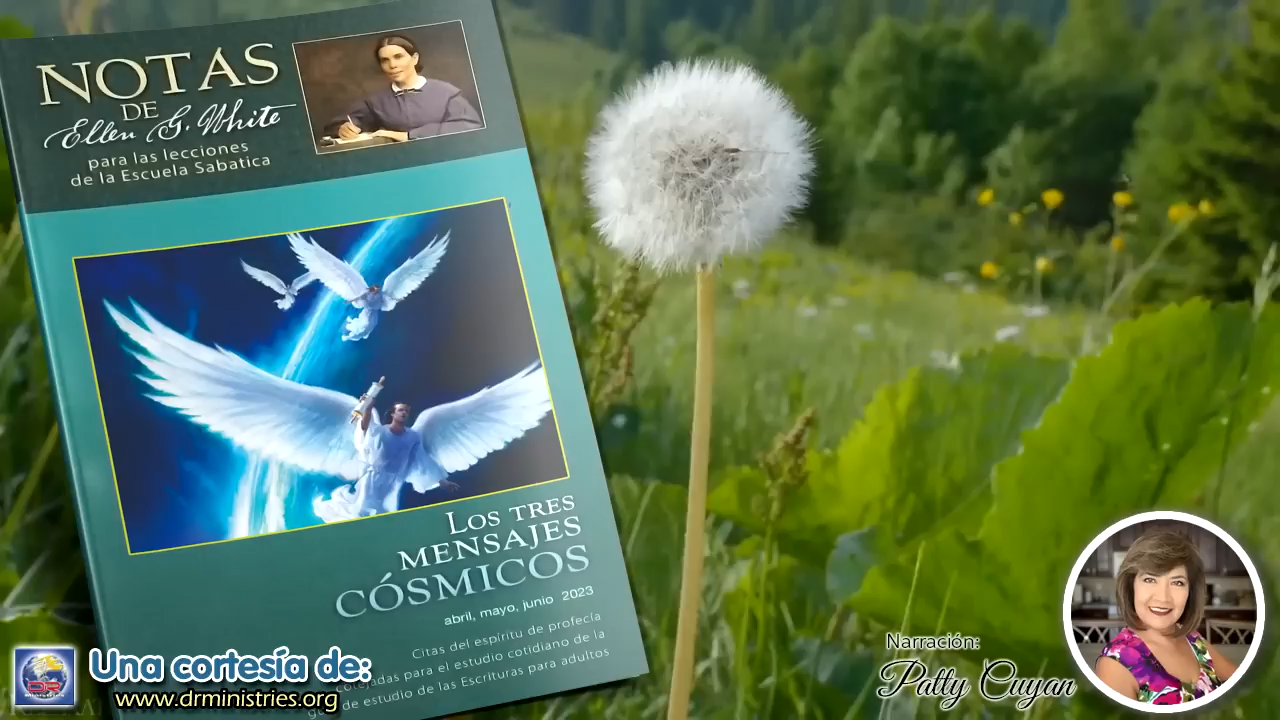 NOTAS
DE
Ellen G. White
para las lecciones
de la Escuela Sabatica
LOS TRES
MENSAJES
CÓSMICOS
abril, mayo, junio 2023
Citas del espíritu de profecía
cotejadas para el estudio cotidiano de la
de estudio de las Escrituras para adultos
Una cortesía de:
www.drministries.org
DR
Narración:
Patty Cuyan